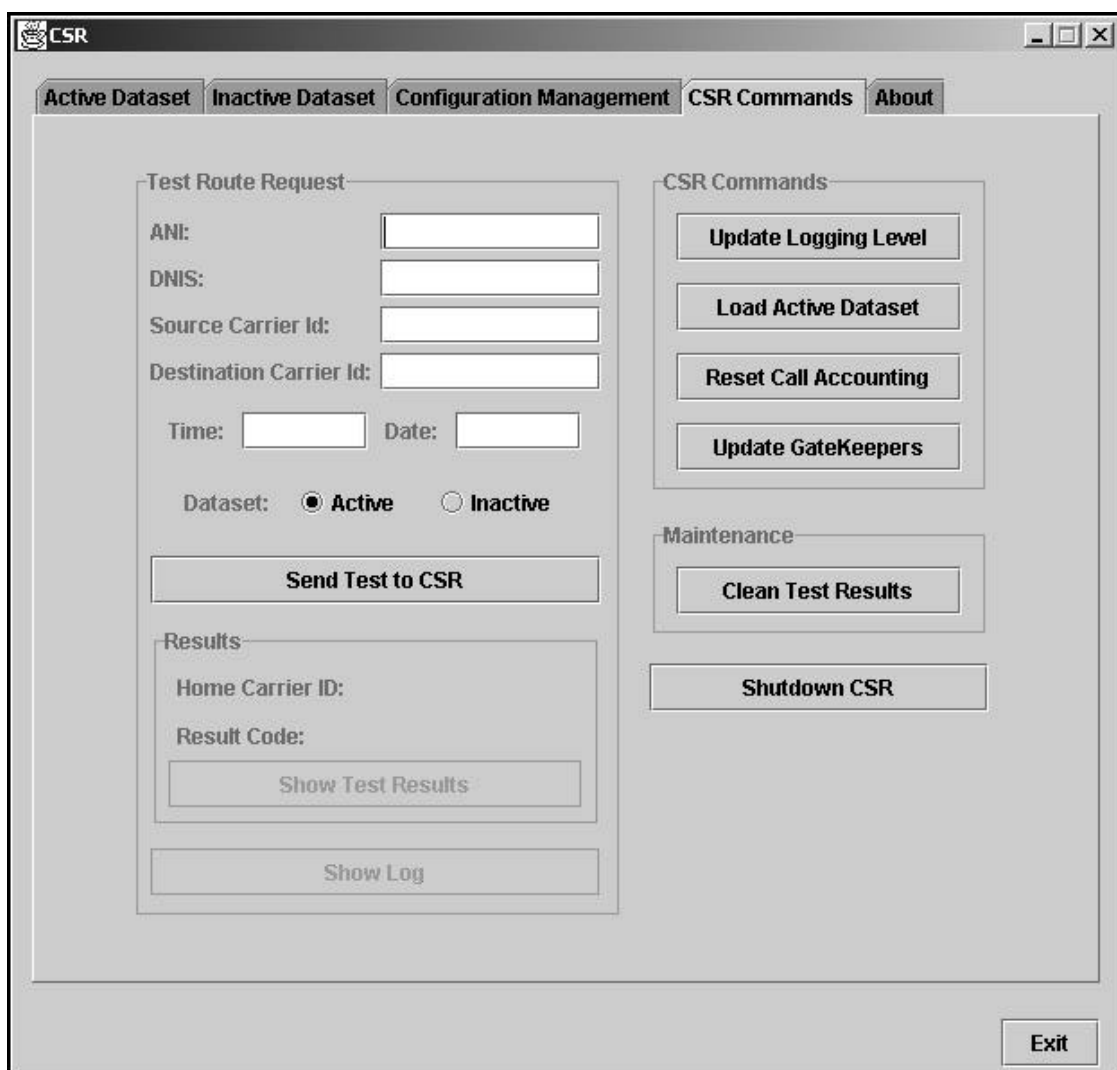 CSR
Active Dataset Inactive Dataset Configuration Management CSR Commands About
Test Route Request
ANI:
DNIS:
Source Carrier Id:
Destination Carrier Id:
Time: Date:
Dataset: Active Inactive
Send Test to CSR
Results
Home Carrier ID:
Result Code:
Show Test Results
Show Log
CSR Commands
Update Logging Level
Load Active Dataset
Reset Call Accounting
Update GateKeepers
Maintenance
Clean Test Results
Shutdown CSR
Exit